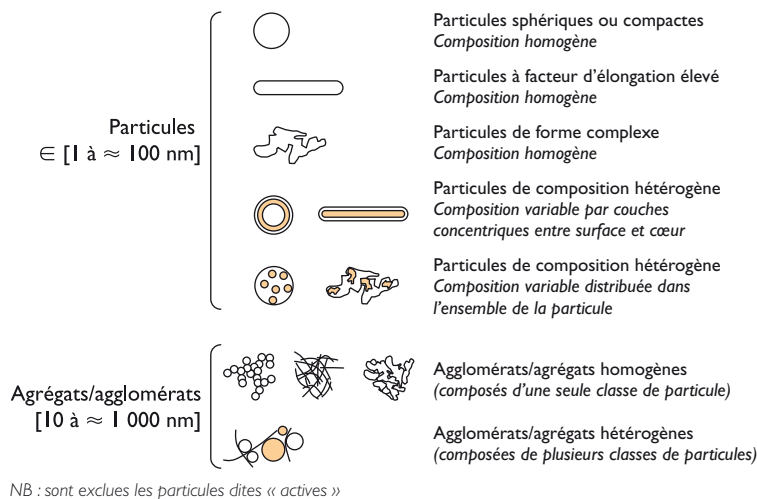 Particules
∈ [1 à ≈ 100 nm]
Particules sphériques ou compactes
Composition homogène
Particules à facteur d'élongation élevé
Composition homogène
Particules de forme complexe
Composition homogène
Particules de composition hétérogène
Composition variable par couches
concentriques entre surface et cœur
Particules de composition hétérogène
Composition variable distribuée dans
l'ensemble de la particule
Agrégats/agglomérats
[10 à ≈ 1 000 nm]
Agglomérats/agrégats homogènes
(composés d'une seule classe de particule)
Agglomérats/agrégats hétérogènes
(composées de plusieurs classes de particules)
NB : sont exclues les particules dites « actives »